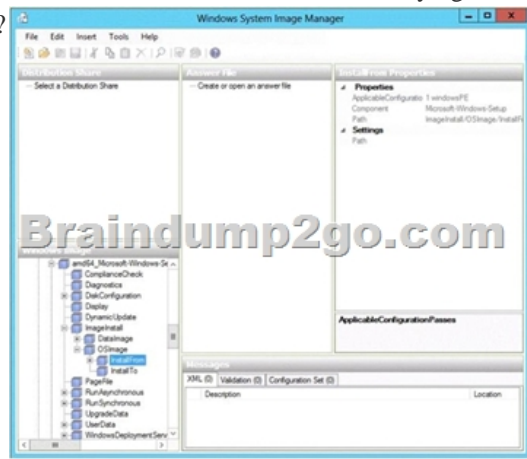 ?
Windows System Image Manager
File Edit Insert Tools Help
Distribution Share
Select a Distribution Share
Answer File
Create or open an answer file
InstallFrom Properties
Properties
ApplicableConfiguratio 1 windowsPE
Component Microsoft-Windows-Setup
Path ImageInstall/OSImage/InstallFr
Settings
Path
Braindump2go.com
amd64_Microsoft-Windows-Se
ComplianceCheck
Diagnostics
DiskConfiguration
Display
DynamicUpdate
ImageInstall
DataImage
OSImage
InstallFrom
InstallTo
PageFile
RunAsynchronous
RunSynchronous
UpgradeData
UserData
WindowsDeploymentServ
ApplicableConfigurationPasses
Messages
XML (0) Validation (0) Configuration Set (0)
Description Location